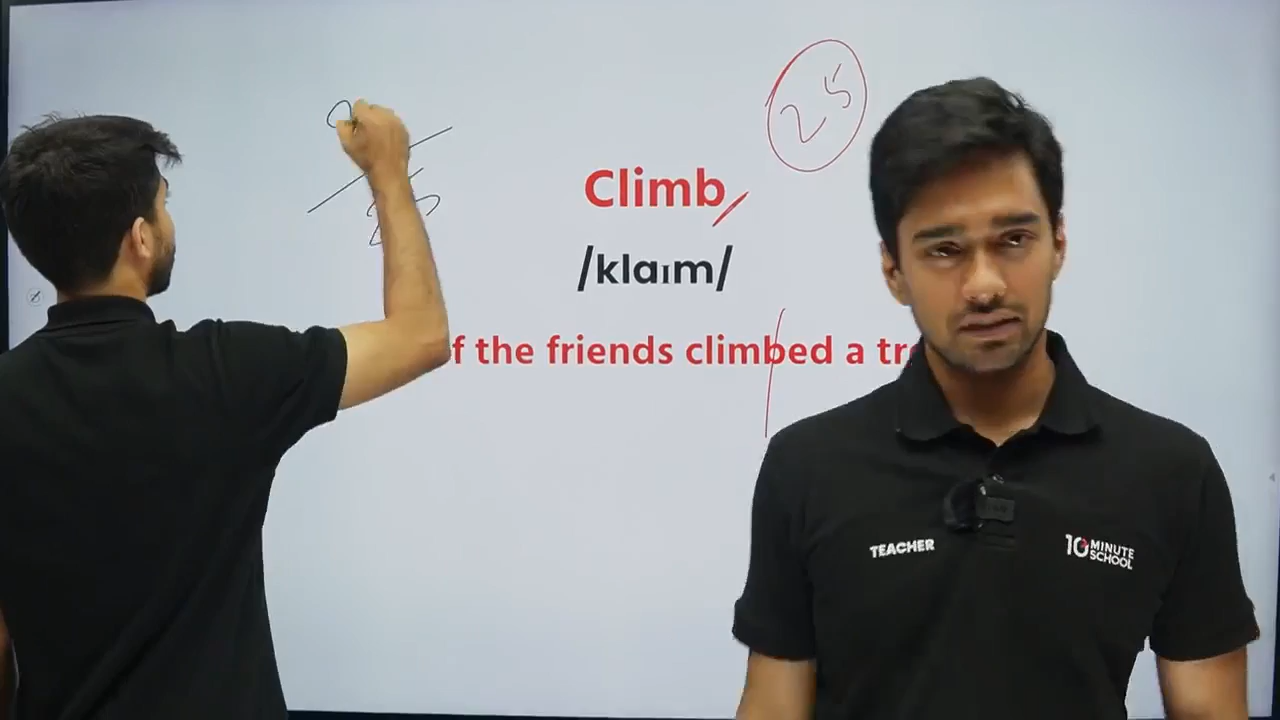 25
Climb
/klaɪm/
f the friends climbed a tr
TEACHER
10 MINUTE
SCHOOL